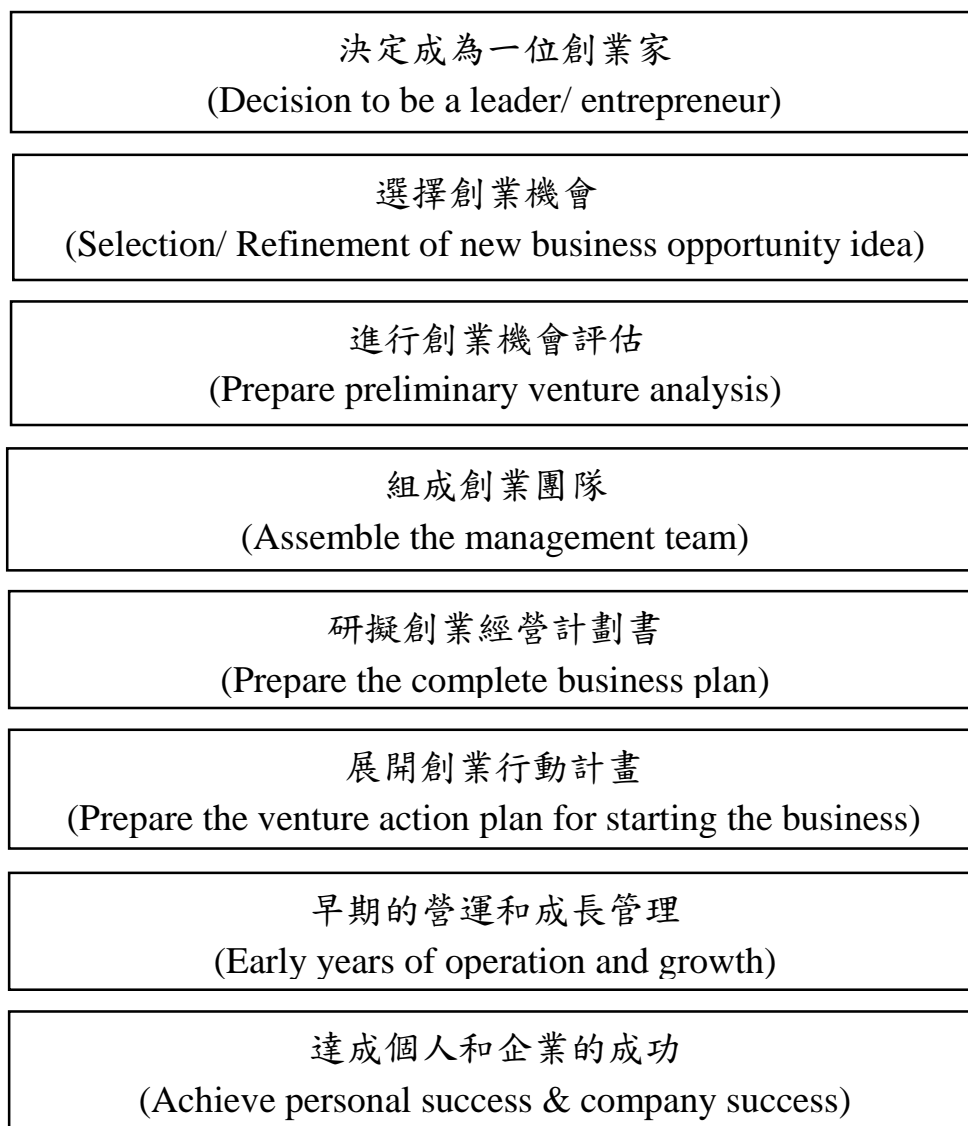 決定成為一位創業家
(Decision to be a leader/ entrepreneur)
選擇創業機會
(Selection/ Refinement of new business opportunity idea)
進行創業機會評估
(Prepare preliminary venture analysis)
組成創業團隊
(Assemble the management team)
研擬創業經營計劃書
(Prepare the complete business plan)
展開創業行動計畫
(Prepare the venture action plan for starting the business)
早期的營運和成長管理
(Early years of operation and growth)
達成個人和企業的成功
(Achieve personal success & company success)